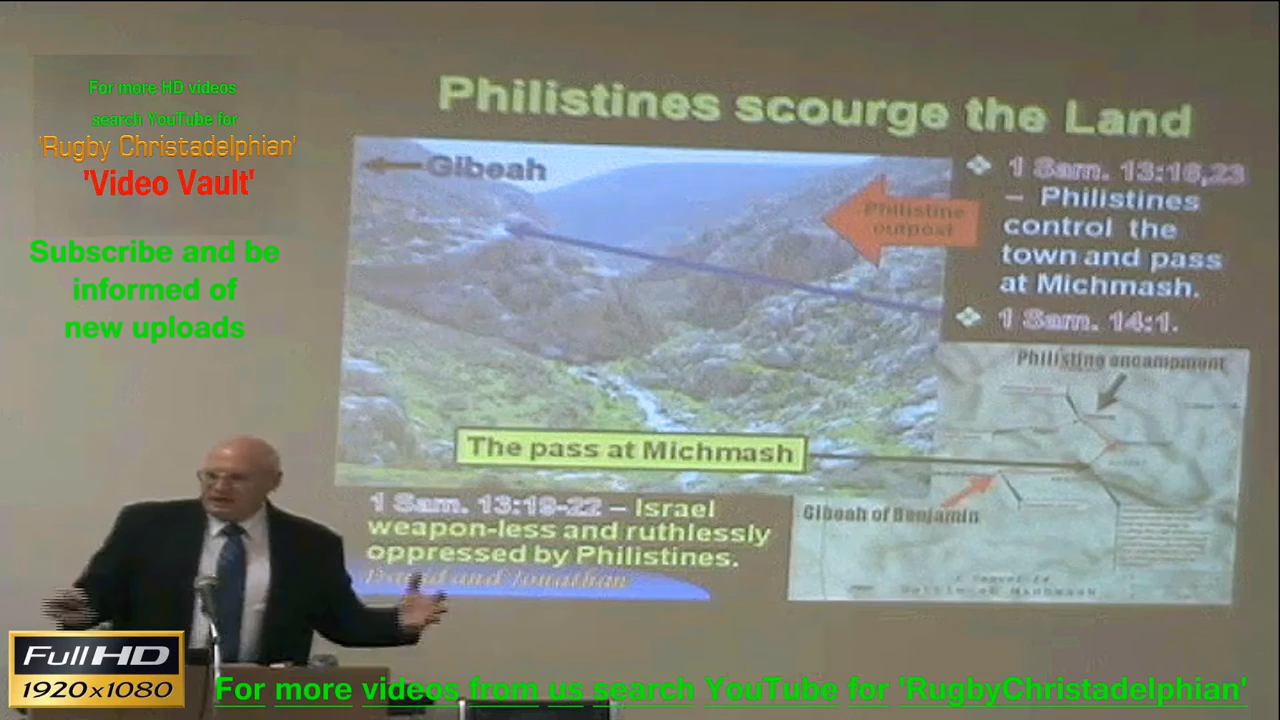 For more HD videos
search YouTube for
'Rugby Christadelphian'
'Video Vault'
Subscribe and be
informed of
new uploads
Philistines scourge the Land
Gibeah
Philistine
outpost
The pass at Michmash
1 Sam. 13:16,23
– Philistines
control the
town and pass
at Michmash.
1 Sam. 14:1.
Philistine encampment
Gibeah of Benjamin
1 Sam. 13:19-22 – Israel
weapon-less and ruthlessly
oppressed by Philistines.
David and Jonathan
Full HD
1920x1080
For more videos from us search YouTube for 'RugbyChristadelphian'